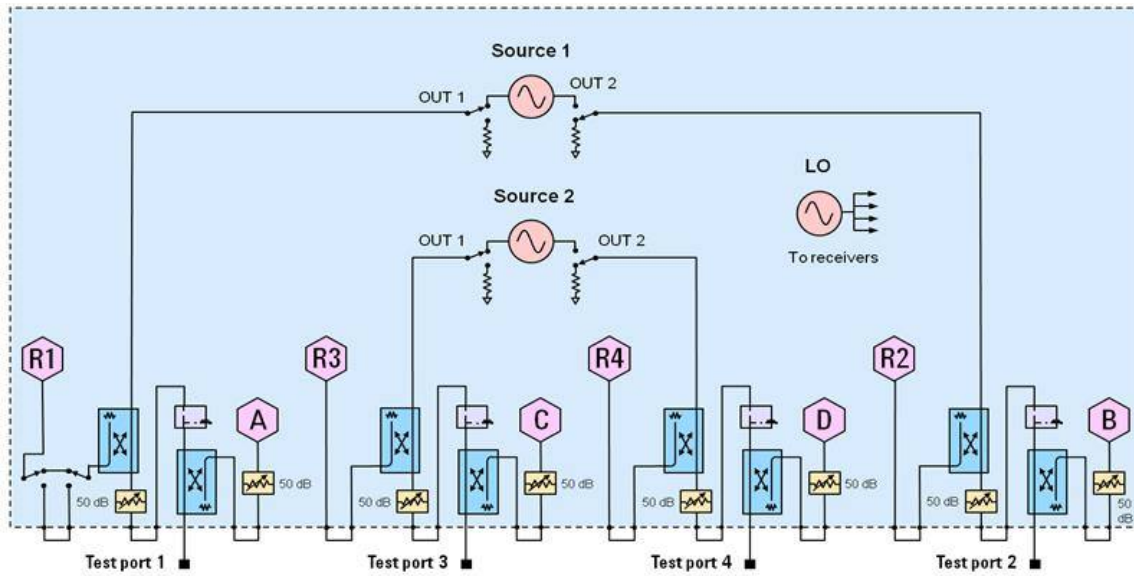 Source 1
OUT 1
OUT 2
LO
Source 2
OUT 1
OUT 2
To receivers
R1
R3
R4
R2
A
C
D
B
50 dB
50 dB
50 dB
50 dB
50 dB
50 dB
50 dB
50
dB
Test port 1
Test port 3
Test port 4
Test port 2